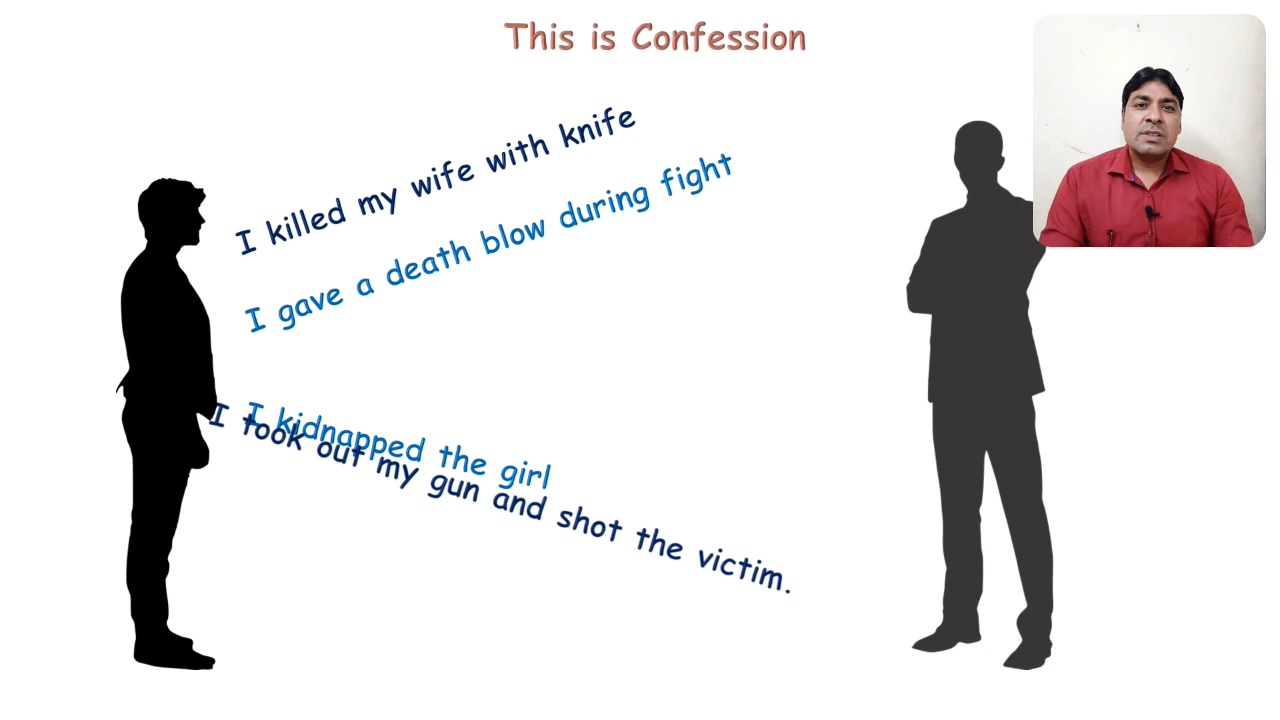 This is Confession
I killed my wife with knife
I gave a death blow during fight
I kidnapped the girl
I took out my gun and shot the victim.